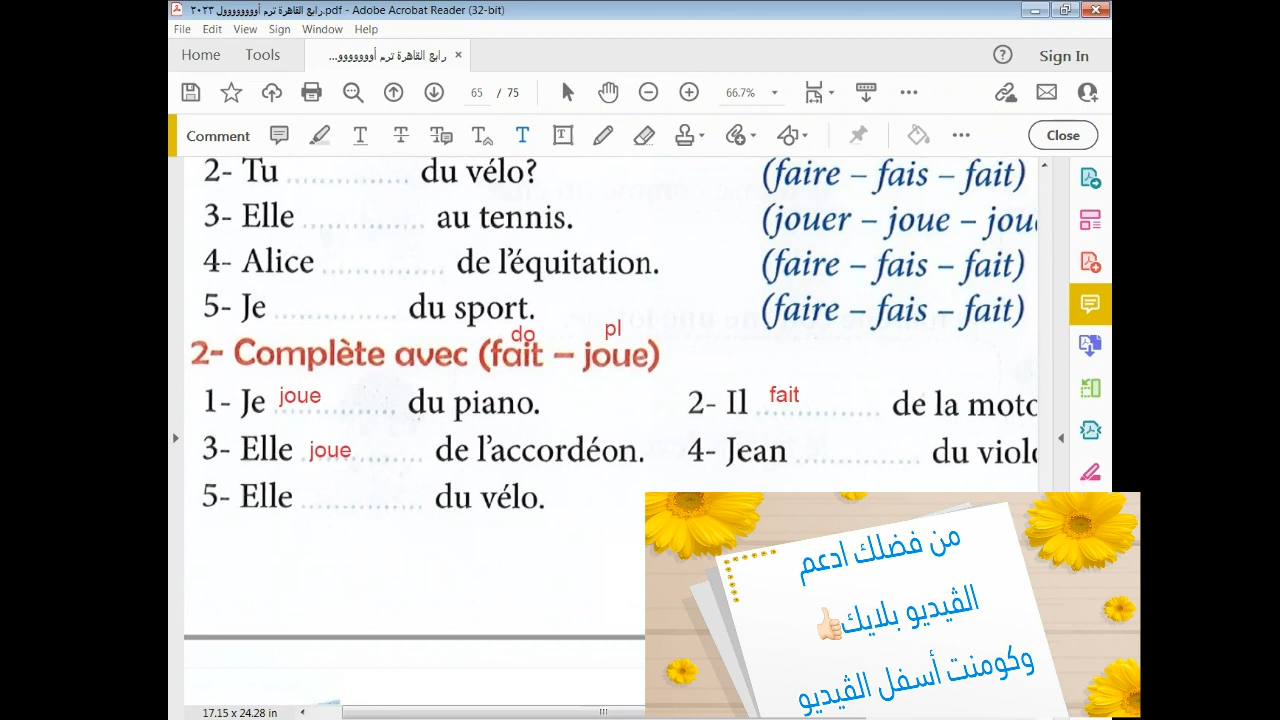 رابع القاهرة ترم أوووووووول ٢٠٢٣.pdf - Adobe Acrobat Reader (32-bit)
File Edit View Sign Window Help
Home Tools رابع القاهرة ترم أووووووو... × Sign In
65 / 75 66.7%
Comment Close
2- Tu .................. du vélo? (faire – fais – fait)
3- Elle .................. au tennis. (jouer – joue – jou
4- Alice .................. de l'équitation. (faire – fais – fait)
5- Je .................. du sport. (faire – fais – fait)
do pl
2- Complète avec (fait – joue)
1- Je joue du piano. 2- Il fait de la moto
3- Elle joue de l'accordéon. 4- Jean .................. du violo
5- Elle .................. du vélo.
من فضلك ادعم
الڤيديو بلايك👍🏻
وكومنت أسفل الڤيديو
17.15 x 24.28 in